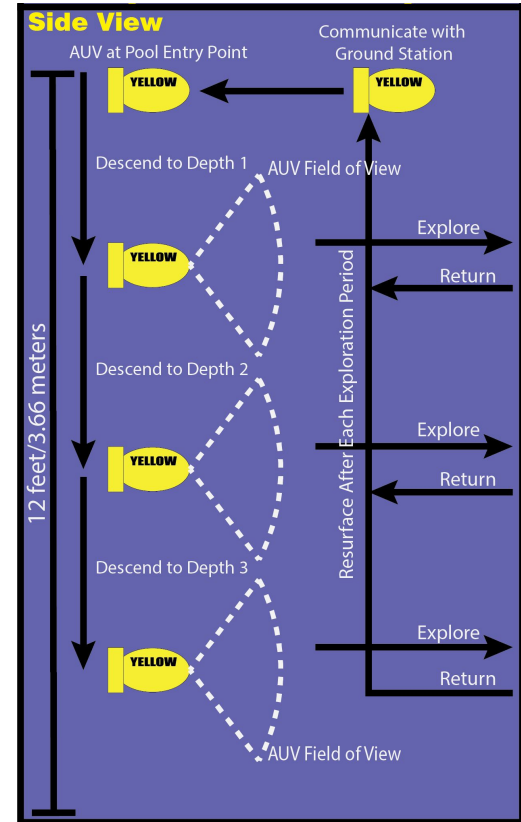 Side View
Communicate with
Ground Station
AUV at Pool Entry Point
YELLOW
YELLOW
Descend to Depth 1
AUV Field of View
YELLOW
Explore
Return
Descend to Depth 2
YELLOW
Explore
Return
12 feet/3.66 meters
Resurface After Each Exploration Period
Descend to Depth 3
YELLOW
Explore
Return
AUV Field of View